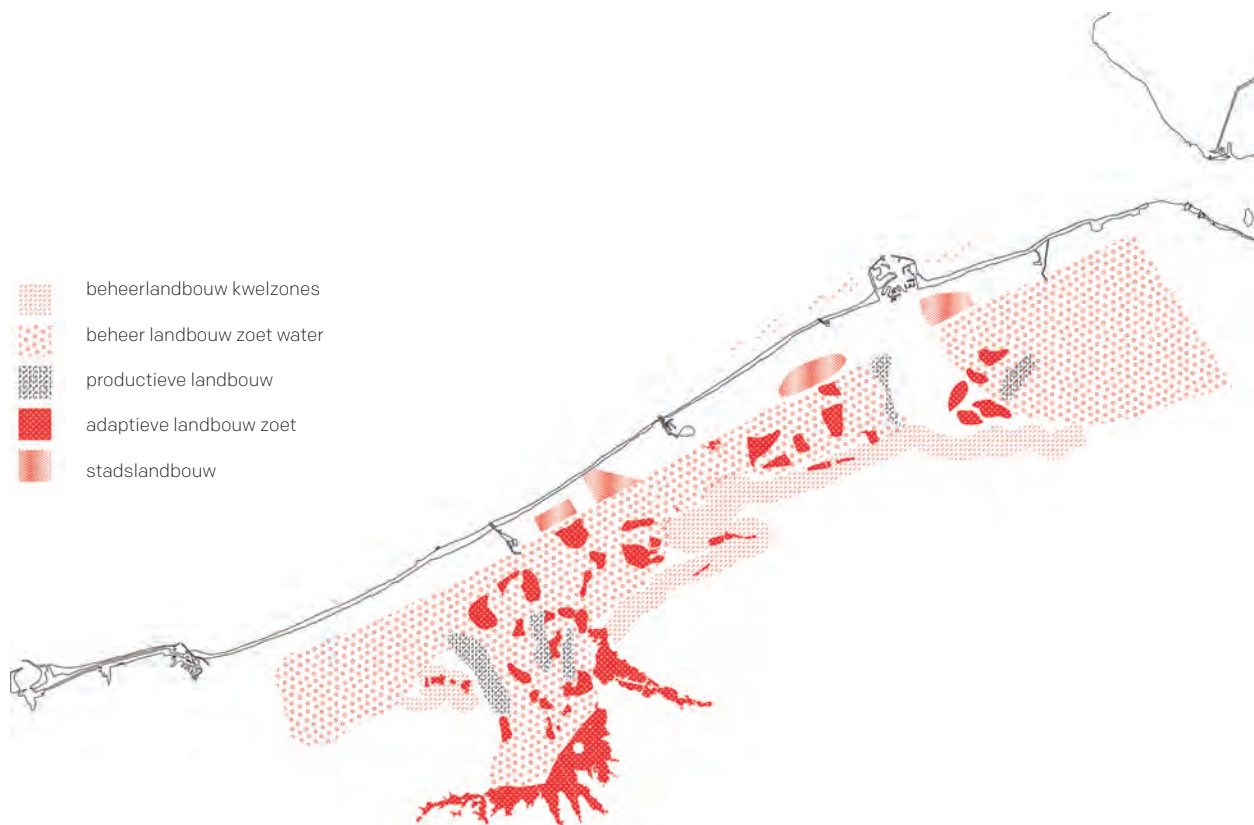 beheerlandbouw kwelzones
beheer landbouw zoet water
productieve landbouw
adaptieve landbouw zoet
stadslandbouw